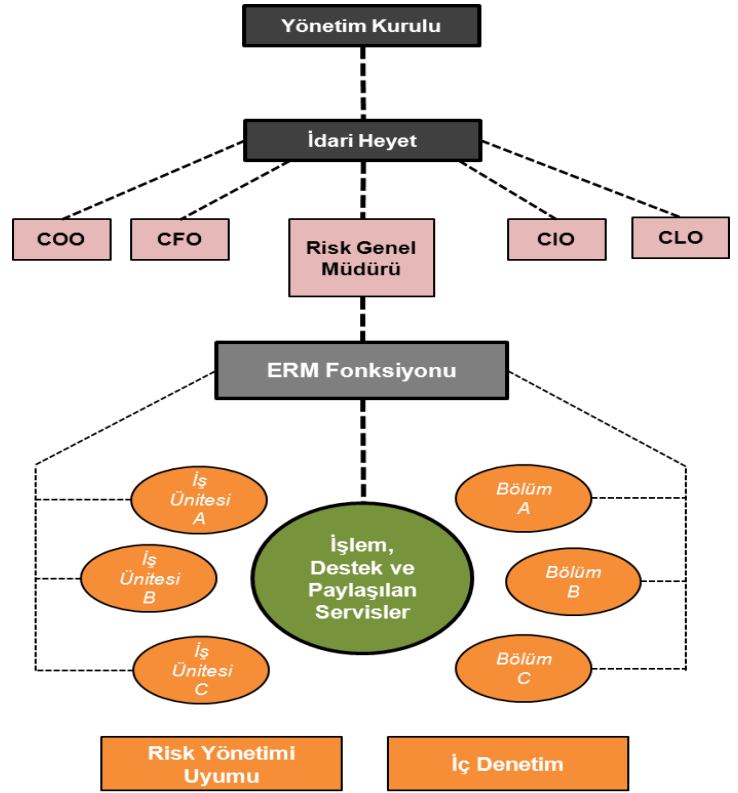 Yönetim Kurulu
İdari Heyet
COO
CFO
Risk Genel
Müdürü
CIO
CLO
ERM Fonksiyonu
İş
Ünitesi
A
İş
Ünitesi
B
İş
Ünitesi
C
İşlem,
Destek ve
Paylaşılan
Servisler
Bölüm
A
Bölüm
B
Bölüm
C
Risk Yönetimi
Uyumu
İç Denetim